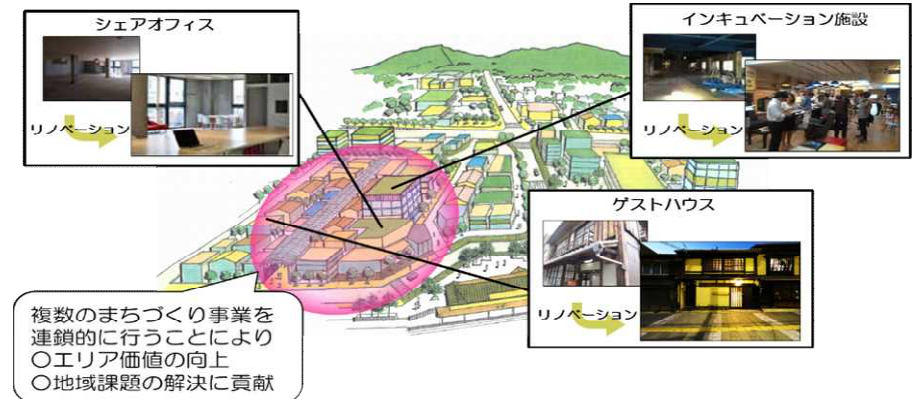 シェアオフィス
リノベーション
インキュベーション施設
リノベーション
ゲストハウス
リノベーション
複数のまちづくり事業を
連鎖的に行うことにより
〇エリア価値の向上
〇地域課題の解決に貢献